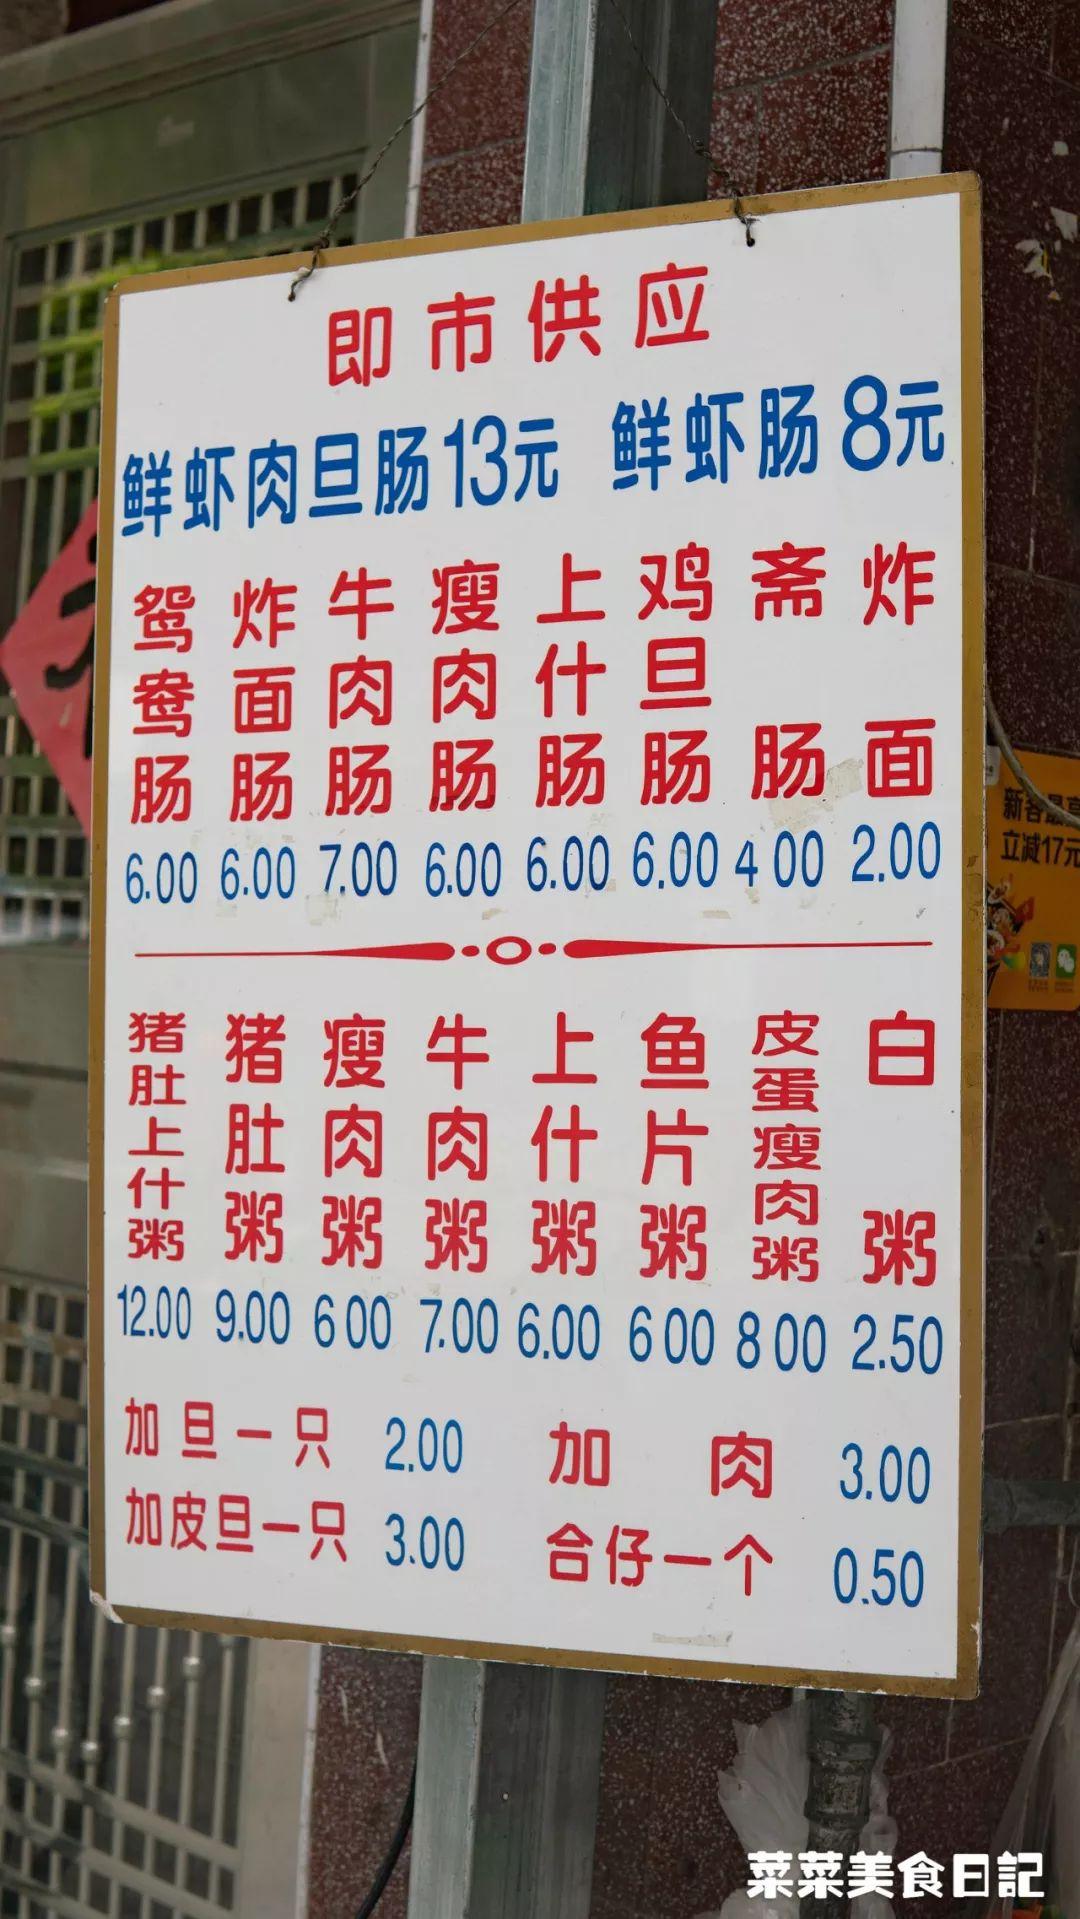 即市供应
鲜虾肉旦肠13元 鲜虾肠8元
鸳鸯肠 炸面肠 牛肉肠 瘦肉肠 上什肠 鸡旦肠 斋肠 炸面
6.00 6.00 7.00 6.00 6.00 6.00 4 00 2.00
猪肚上什粥 猪肚粥 瘦肉粥 牛肉粥 上什粥 鱼片粥 皮蛋瘦肉粥 白粥
12.00 9.00 6 00 7.00 6.00 6 00 8 00 2.50
加旦一只 2.00 加肉 3.00
加皮旦一只 3.00 合仔一个 0.50
立减17元
菜菜美食日記